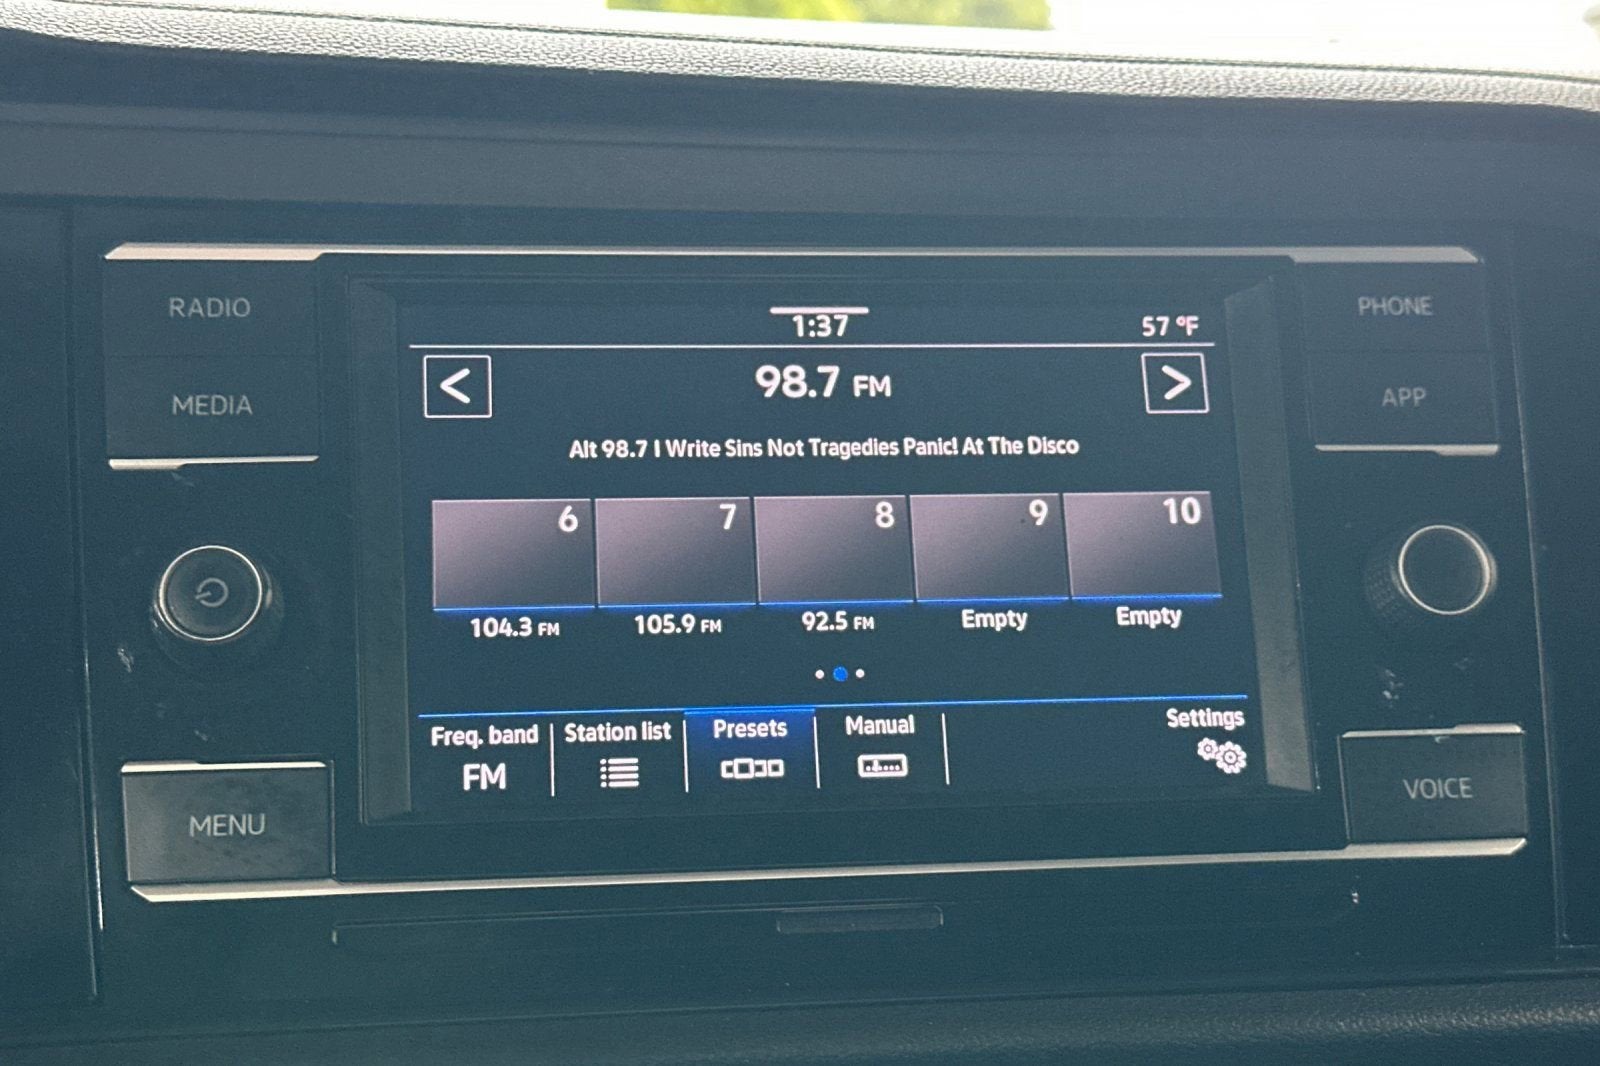 RADIO
MEDIA
MENU
1:37
57 °F
<
98.7 FM
>
Alt 98.7 I Write Sins Not Tragedies Panic! At The Disco
6
7
8
9
10
104.3 FM
105.9 FM
92.5 FM
Empty
Empty
Freq. band
FM
Station list
Presets
Manual
Settings
PHONE
APP
VOICE